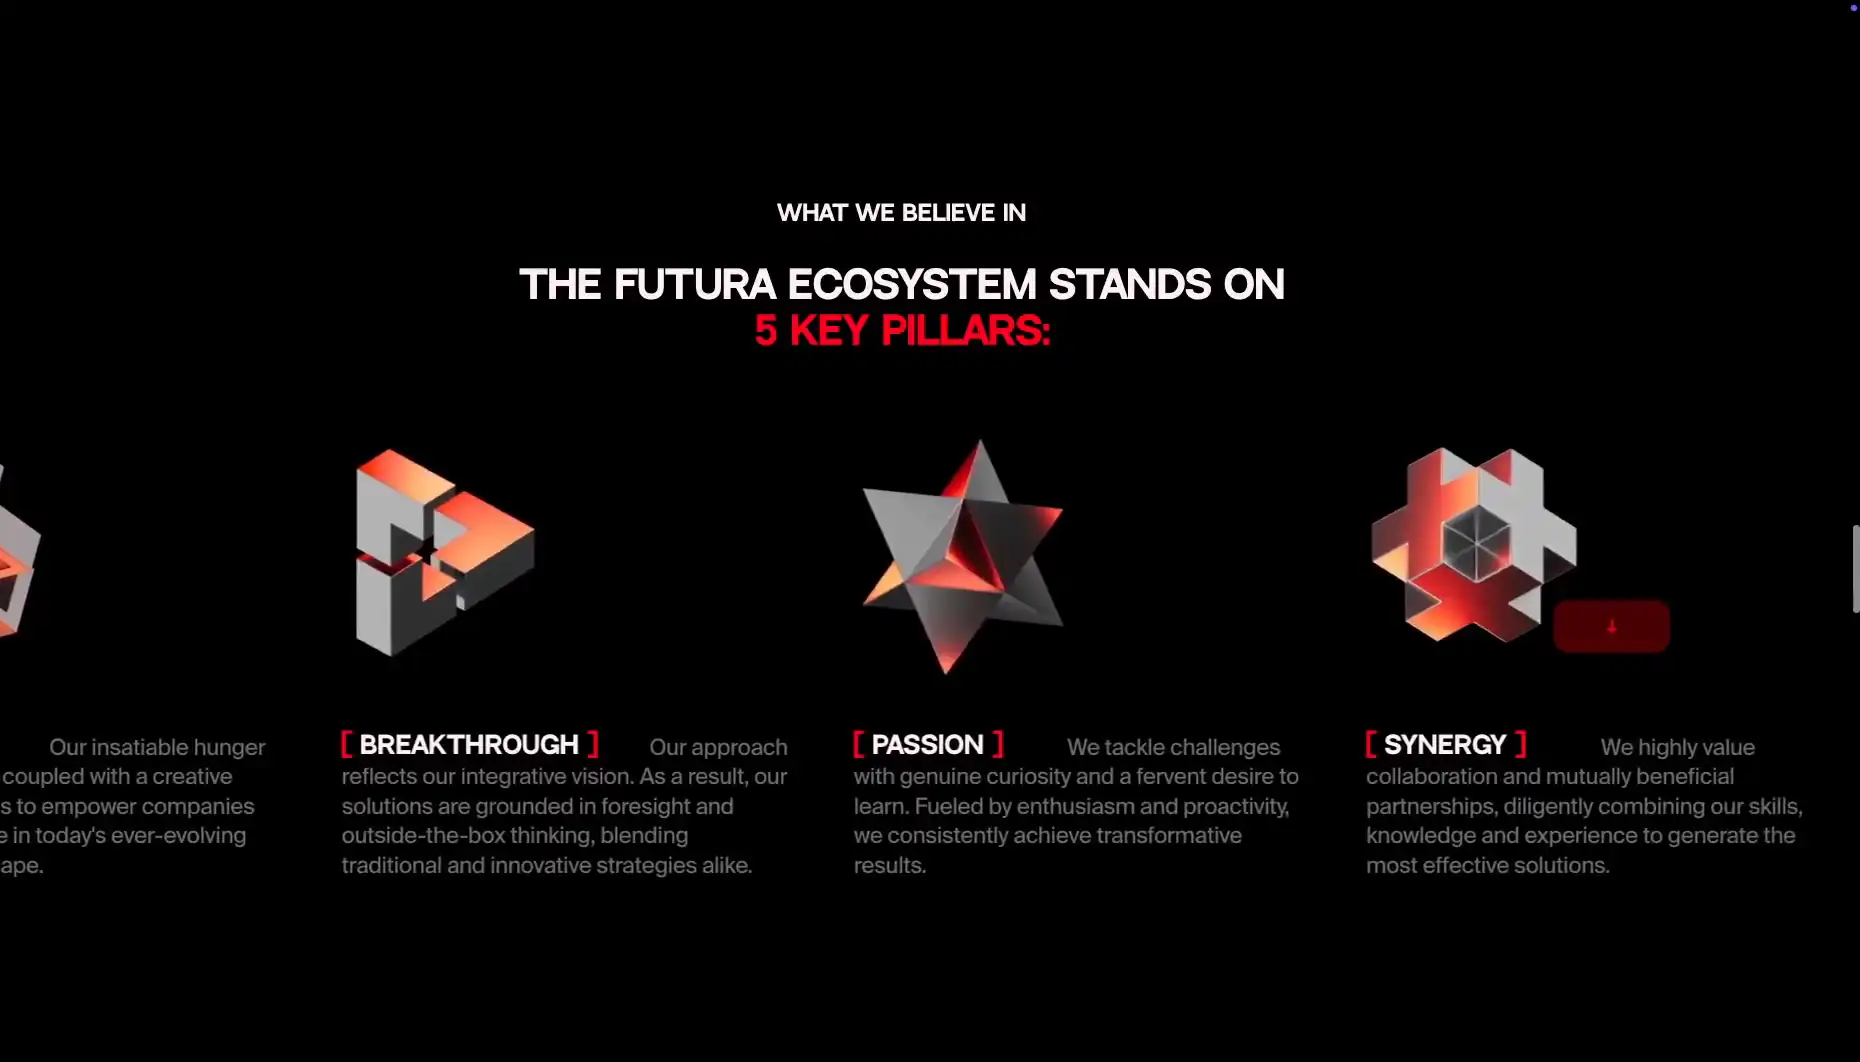 WHAT WE BELIEVE IN
THE FUTURA ECOSYSTEM STANDS ON
5 KEY PILLARS:
Our insatiable hunger
coupled with a creative
s to empower companies
e in today's ever-evolving
ape.
[ BREAKTHROUGH ] Our approach
reflects our integrative vision. As a result, our
solutions are grounded in foresight and
outside-the-box thinking, blending
traditional and innovative strategies alike.
[ PASSION ] We tackle challenges
with genuine curiosity and a fervent desire to
learn. Fueled by enthusiasm and proactivity,
we consistently achieve transformative
results.
[ SYNERGY ] We highly value
collaboration and mutually beneficial
partnerships, diligently combining our skills,
knowledge and experience to generate the
most effective solutions.